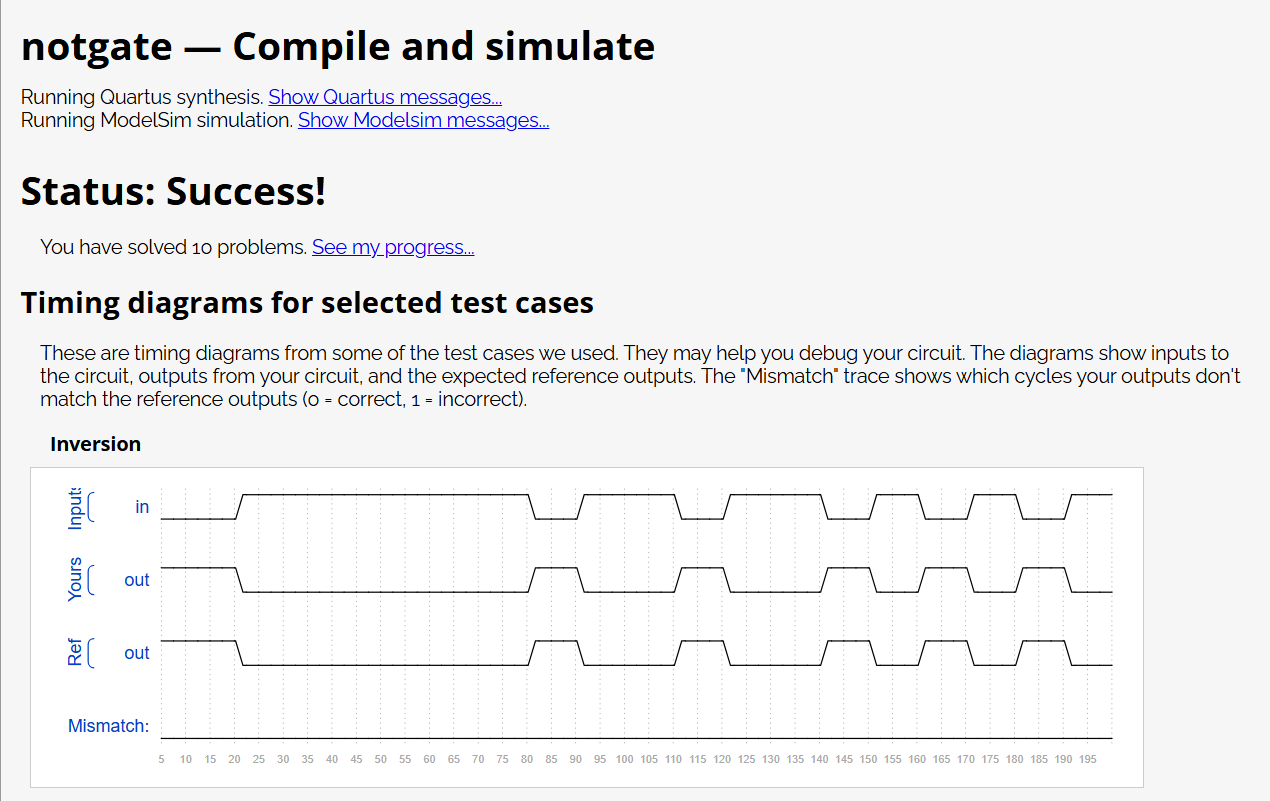 notgate — Compile and simulate
Running Quartus synthesis. Show Quartus messages...
Running ModelSim simulation. Show Modelsim messages...
Status: Success!
You have solved 10 problems. See my progress...
Timing diagrams for selected test cases
These are timing diagrams from some of the test cases we used. They may help you debug your circuit. The diagrams show inputs to
the circuit, outputs from your circuit, and the expected reference outputs. The "Mismatch" trace shows which cycles your outputs don't
match the reference outputs (0 = correct, 1 = incorrect).
Inversion
Inputs in
Yours out
Ref out
Mismatch:
5 10 15 20 25 30 35 40 45 50 55 60 65 70 75 80 85 90 95 100 105 110 115 120 125 130 135 140 145 150 155 160 165 170 175 180 185 190 195